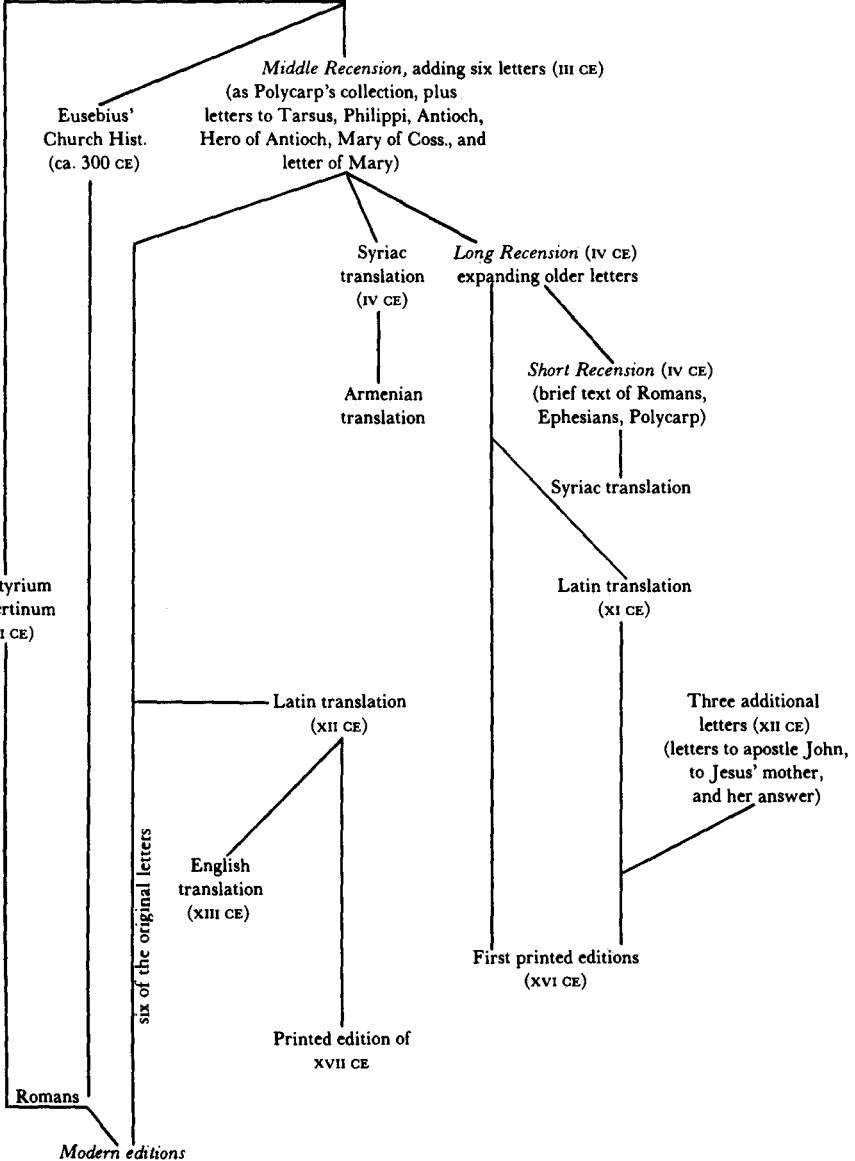 Middle Recension, adding six letters (III CE)
(as Polycarp's collection, plus
letters to Tarsus, Philippi, Antioch,
Hero of Antioch, Mary of Coss., and
letter of Mary)
Eusebius'
Church Hist.
(ca. 300 CE)
Syriac
translation
(IV CE)
Long Recension (IV CE)
expanding older letters
Armenian
translation
Short Recension (IV CE)
(brief text of Romans,
Ephesians, Polycarp)
Syriac translation
tyrium
ertinum
I CE)
Latin translation
(XI CE)
Latin translation
(XII CE)
Three additional
letters (XII CE)
(letters to apostle John,
to Jesus' mother,
and her answer)
English
translation
(XIII CE)
six of the original letters
First printed editions
(XVI CE)
Printed edition of
XVII CE
Romans
Modern editions